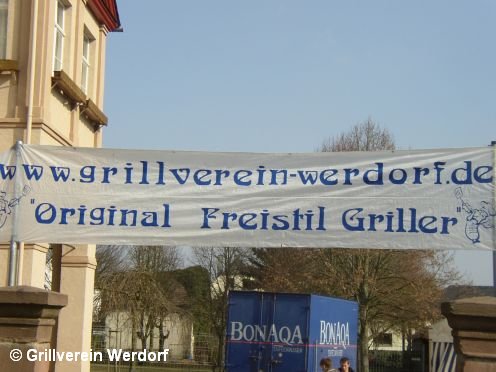 www.grillverein-werdorf.de
"Original Freistil Griller"
BONAQA
BONAQA
© Grillverein Werdorf